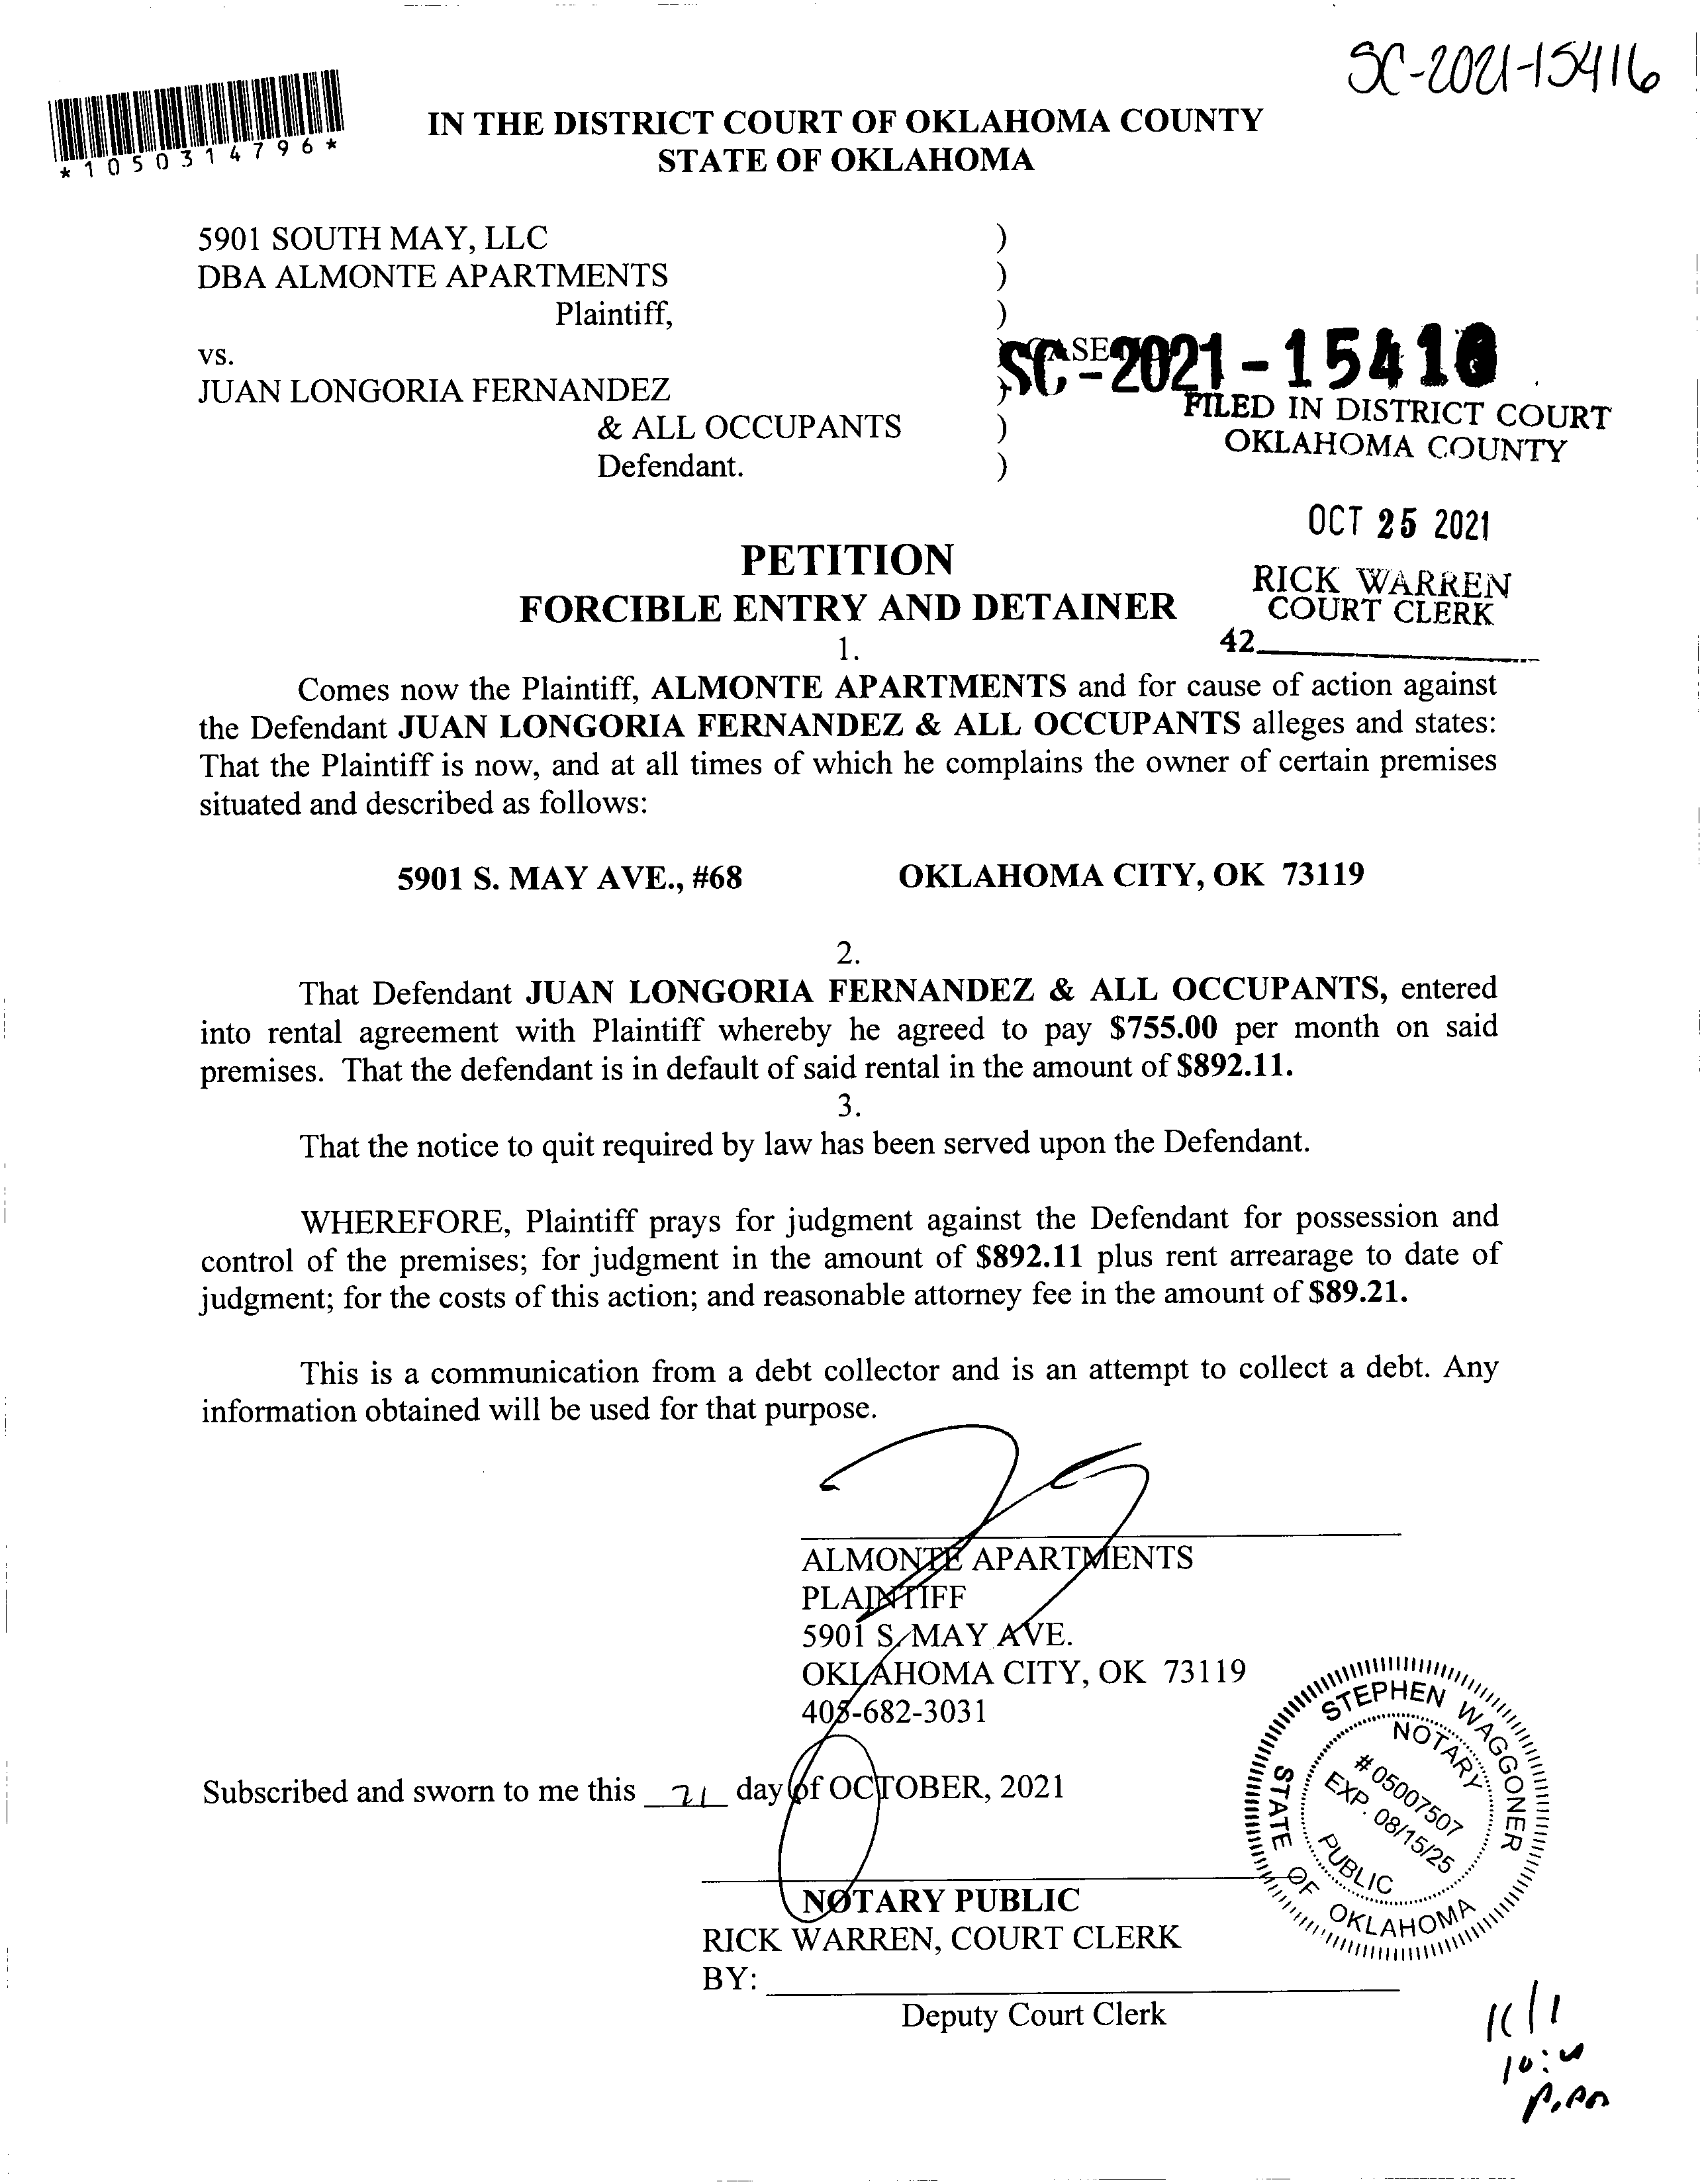 SC-2021-15416
*1050314796*
IN THE DISTRICT COURT OF OKLAHOMA COUNTY
STATE OF OKLAHOMA
5901 SOUTH MAY, LLC )
DBA ALMONTE APARTMENTS )
Plaintiff, )
vs.
SC-2021-15416
JUAN LONGORIA FERNANDEZ )
FILED IN DISTRICT COURT
& ALL OCCUPANTS )
OKLAHOMA COUNTY
Defendant. )
OCT 25 2021
PETITION
RICK WARREN
FORCIBLE ENTRY AND DETAINER
COURT CLERK
42
1.
Comes now the Plaintiff, ALMONTE APARTMENTS and for cause of action against
the Defendant JUAN LONGORIA FERNANDEZ & ALL OCCUPANTS alleges and states:
That the Plaintiff is now, and at all times of which he complains the owner of certain premises
situated and described as follows:
5901 S. MAY AVE., #68 OKLAHOMA CITY, OK 73119
2.
That Defendant JUAN LONGORIA FERNANDEZ & ALL OCCUPANTS, entered
into rental agreement with Plaintiff whereby he agreed to pay $755.00 per month on said
premises. That the defendant is in default of said rental in the amount of $892.11.
3.
That the notice to quit required by law has been served upon the Defendant.
WHEREFORE, Plaintiff prays for judgment against the Defendant for possession and
control of the premises; for judgment in the amount of $892.11 plus rent arrearage to date of
judgment; for the costs of this action; and reasonable attorney fee in the amount of $89.21.
This is a communication from a debt collector and is an attempt to collect a debt. Any
information obtained will be used for that purpose.
ALMONTE APARTMENTS
PLAINTIFF
5901 S. MAY AVE.
OKLAHOMA CITY, OK 73119
405-682-3031
Subscribed and sworn to me this 21 day of OCTOBER, 2021
STEPHEN WAGGONER
NOTARY PUBLIC
# 05007507
EXP. 08/15/25
STATE OF OKLAHOMA
NOTARY PUBLIC
RICK WARREN, COURT CLERK
BY:
Deputy Court Clerk
11/1